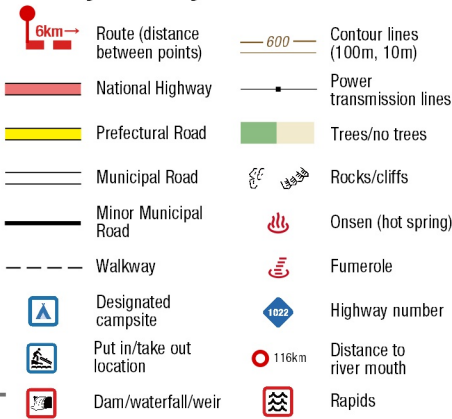 6km→
Route (distance
between points)
National Highway
Prefectural Road
Municipal Road
Minor Municipal
Road
Walkway
Designated
campsite
Put in/take out
location
Dam/waterfall/weir
600
Contour lines
(100m, 10m)
Power
transmission lines
Trees/no trees
Rocks/cliffs
Onsen (hot spring)
Fumerole
1022
Highway number
116km
Distance to
river mouth
Rapids